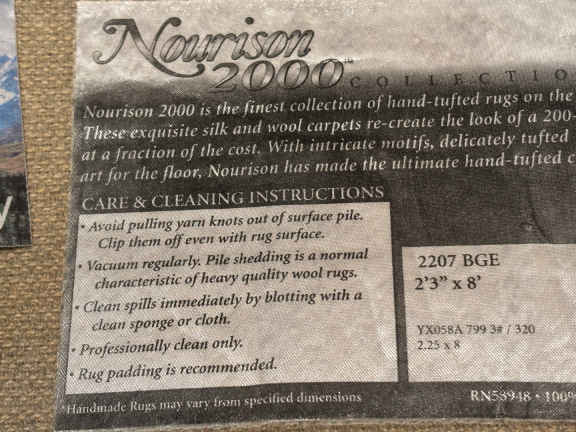 Nourison
2000™ COLLECTIO
Nourison 2000 is the finest collection of hand-tufted rugs on the
These exquisite silk and wool carpets re-create the look of a 200-
at a fraction of the cost. With intricate motifs, delicately tufted
art for the floor, Nourison has made the ultimate hand-tufted c
CARE & CLEANING INSTRUCTIONS
• Avoid pulling yarn knots out of surface pile.
Clip them off even with rug surface.
• Vacuum regularly. Pile shedding is a normal
characteristic of heavy quality wool rugs.
• Clean spills immediately by blotting with a
clean sponge or cloth.
• Professionally clean only.
• Rug padding is recommended.
*Handmade Rugs may vary from specified dimensions
2207 BGE
2'3" x 8'
YX058A 799 3# / 320
2.25 x 8
RN58948 • 100%
y